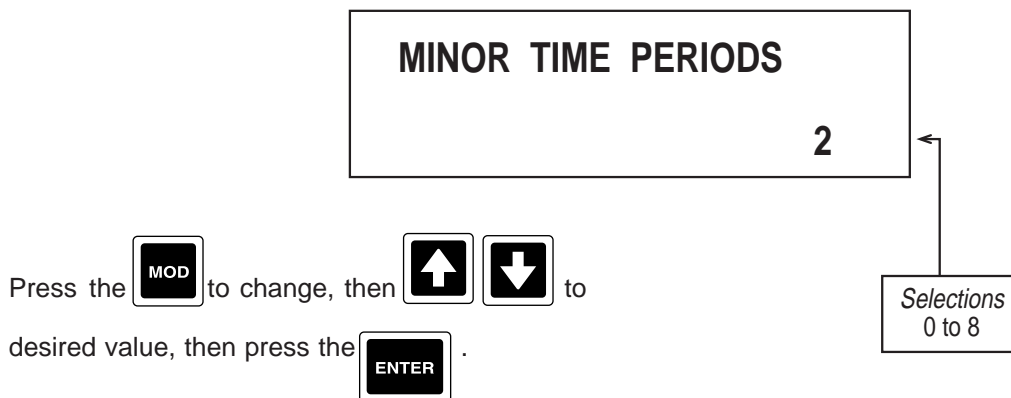 MINOR TIME PERIODS
2
Press the MOD to change, then to
desired value, then press the ENTER .
Selections
0 to 8